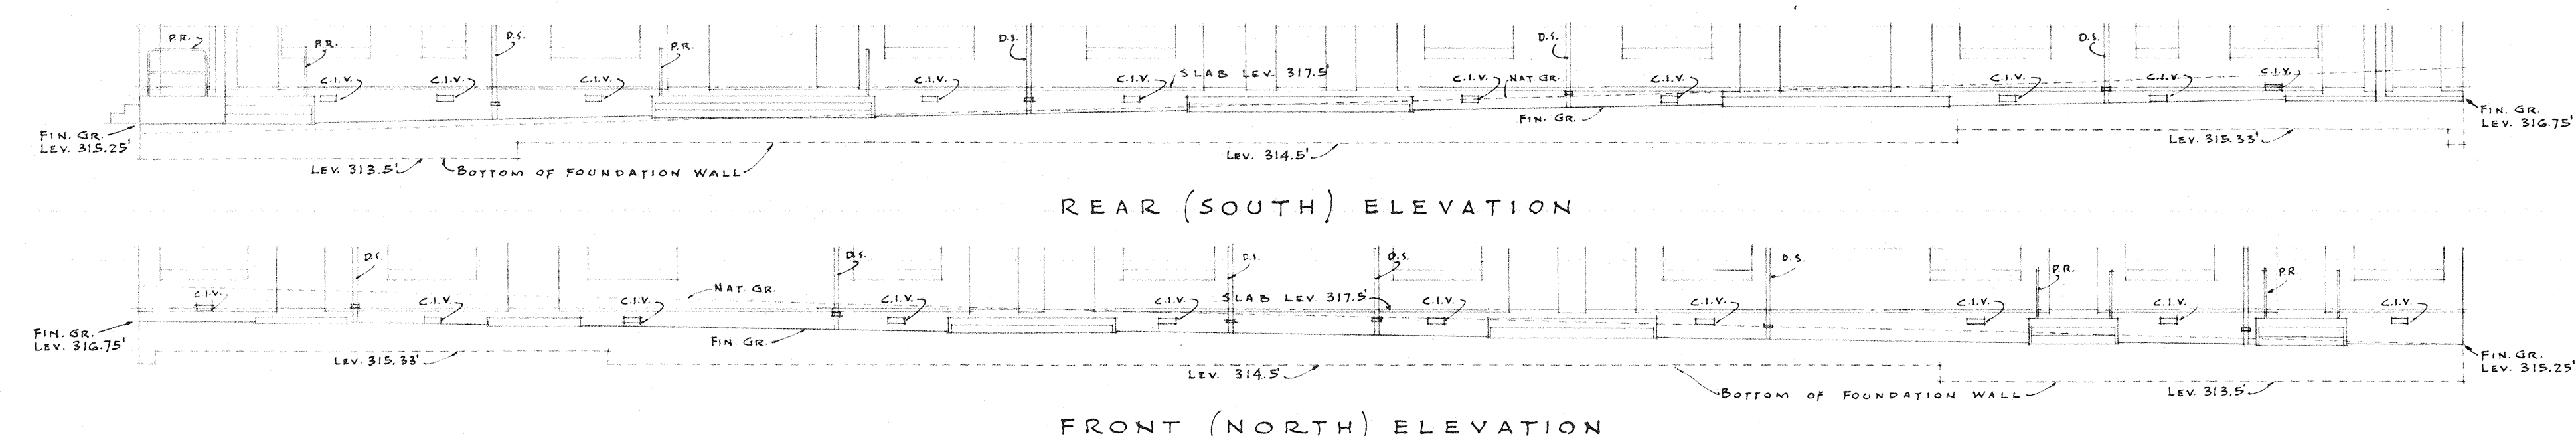 P.R.
P.R.
D.S.
P.R.
D.S.
D.S.
D.S.
C.I.V.
C.I.V.
C.I.V.
C.I.V.
C.I.V.
SLAB LEV. 317.5'
C.I.V.
NAT. GR.
C.I.V.
C.I.V.
C.I.V.
C.I.V.
FIN. GR.
LEV. 315.25'
FIN. GR.
FIN. GR.
LEV. 316.75'
LEV. 313.5'
BOTTOM OF FOUNDATION WALL
LEV. 314.5'
LEV. 315.33'
REAR (SOUTH) ELEVATION
D.S.
D.S.
D.S.
D.S.
D.S.
P.R.
P.R.
C.I.V.
C.I.V.
C.I.V.
NAT. GR.
C.I.V.
C.I.V.
SLAB LEV. 317.5'
C.I.V.
C.I.V.
C.I.V.
C.I.V.
C.I.V.
FIN. GR.
LEV. 316.75'
FIN. GR.
FIN. GR.
LEV. 315.25'
LEV. 315.33'
LEV. 314.5'
BOTTOM OF FOUNDATION WALL
LEV. 313.5'
FRONT (NORTH) ELEVATION